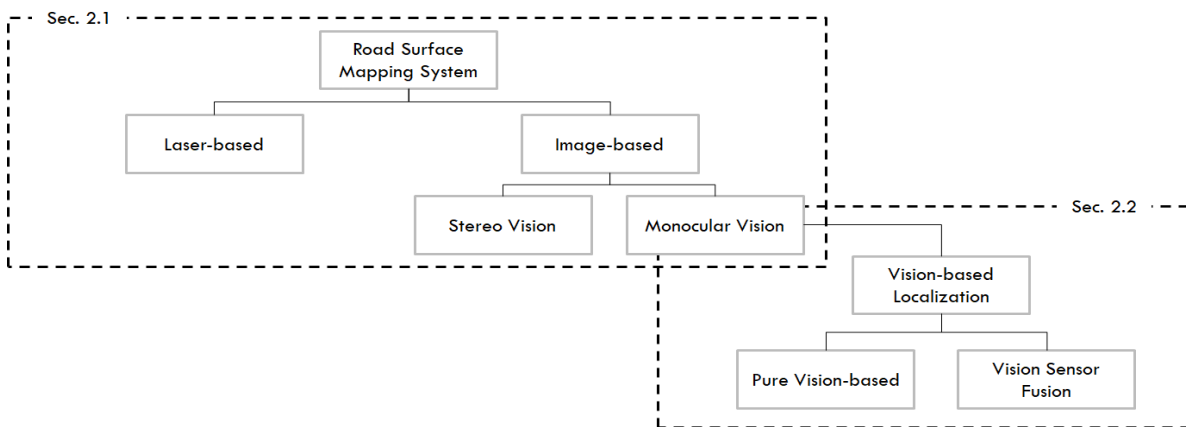 Sec. 2.1
Road Surface
Mapping System
Laser-based
Image-based
Stereo Vision
Monocular Vision
Sec. 2.2
Vision-based
Localization
Pure Vision-based
Vision Sensor
Fusion